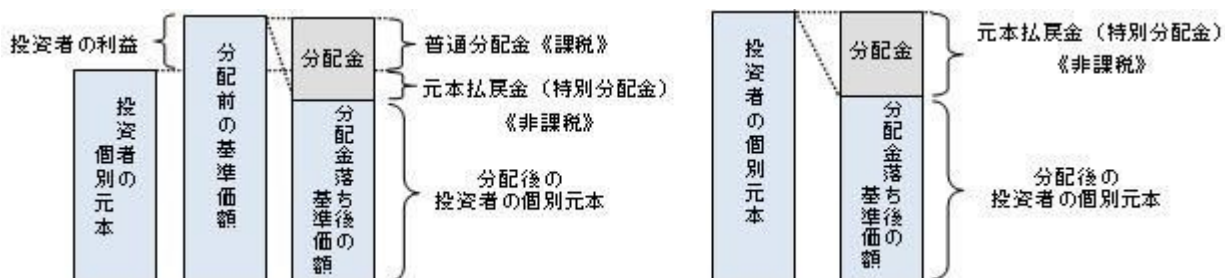 投資者の利益
投資者の
個別元本
分配前の基準価額
分配金
分配金落ち後の
基準価額
普通分配金《課税》
元本払戻金（特別分配金）
《非課税》
分配後の
投資者の個別元本
投資者の個別元本
分配金
分配金落ち後の
基準価額
元本払戻金（特別分配金）
《非課税》
分配後の
投資者の個別元本